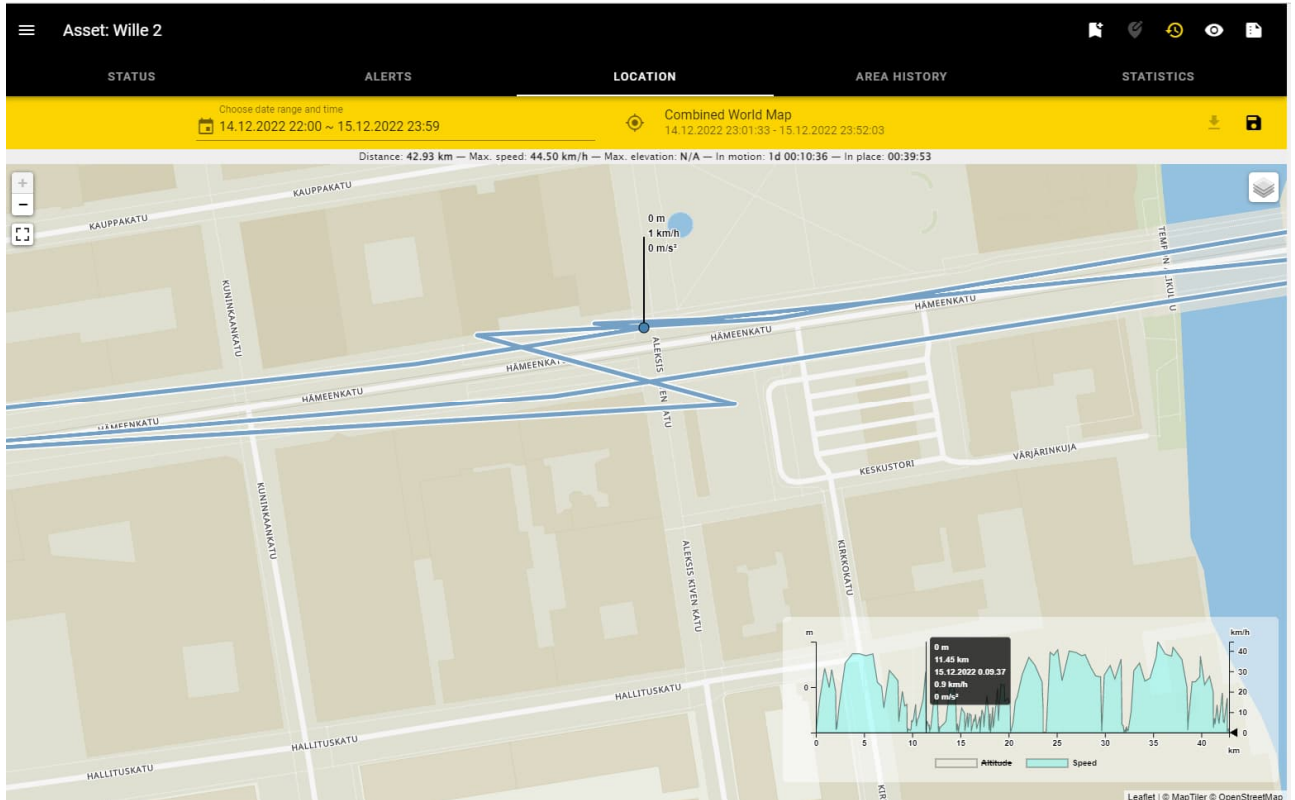 Asset: Wille 2
STATUS
ALERTS
LOCATION
AREA HISTORY
STATISTICS
Choose date range and time
14.12.2022 22:00 ~ 15.12.2022 23:59
Combined World Map
14.12.2022 23:01:33 - 15.12.2022 23:52:03
Distance: 42.93 km — Max. speed: 44.50 km/h — Max. elevation: N/A — In motion: 1d 00:10:36 — In place: 00:39:53
+
−
KAUPPAKATU
KAUPPAKATU
0 m
1 km/h
0 m/s²
KUNINKAANKATU
HÄMEENKATU
HÄMEENKATU
HÄMEENKATU
HÄMEENKATU
ALEKSIS
EN
ATU
KESKUSTORI
VÄRJÄRINKUJA
KUNINKAANKATU
ALEKSIS KIVEN KATU
KIRKKOKATU
HALLITUSKATU
HALLITUSKATU
HALLITUSKATU
KIR
m
km/h
0 m
11.45 km
15.12.2022 0.09.37
0.9 km/h
0 m/s²
0
40
30
20
10
0
0 5 10 15 20 25 30 35 40
km
Altitude
Speed
Leaflet | © MapTiler © OpenStreetMap